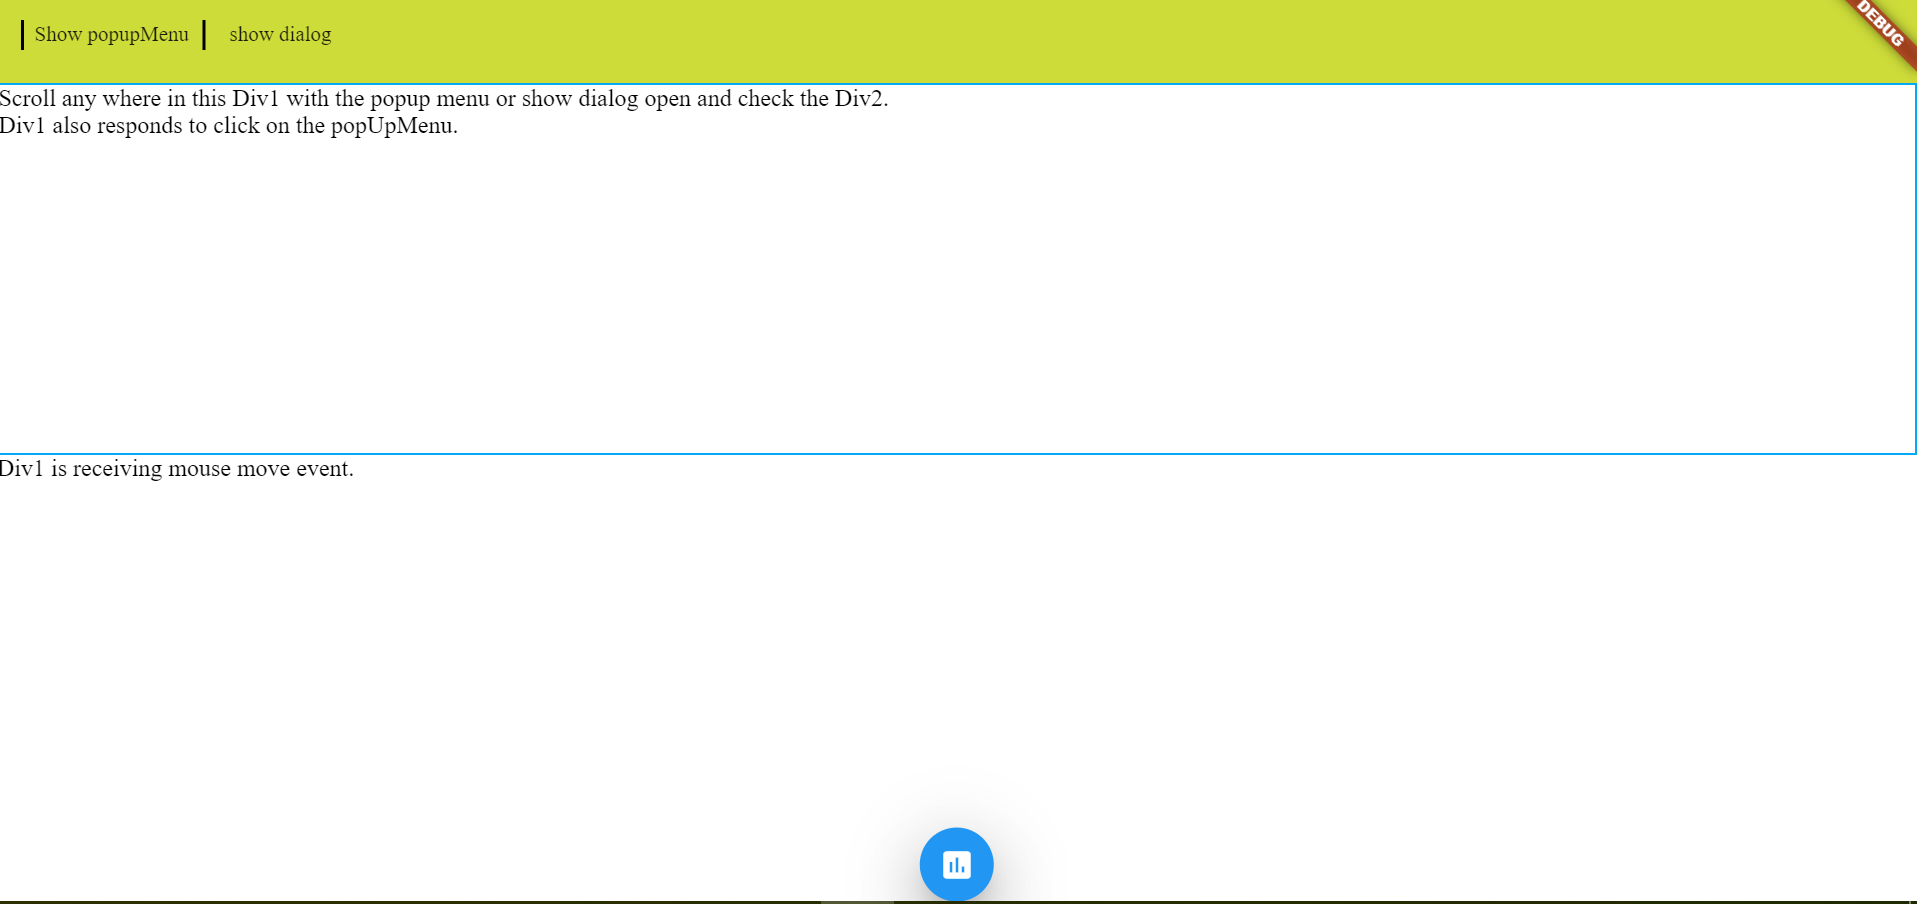 Show popupMenu show dialog
DEBUG
Scroll any where in this Div1 with the popup menu or show dialog open and check the Div2.
Div1 also responds to click on the popUpMenu.
Div1 is receiving mouse move event.